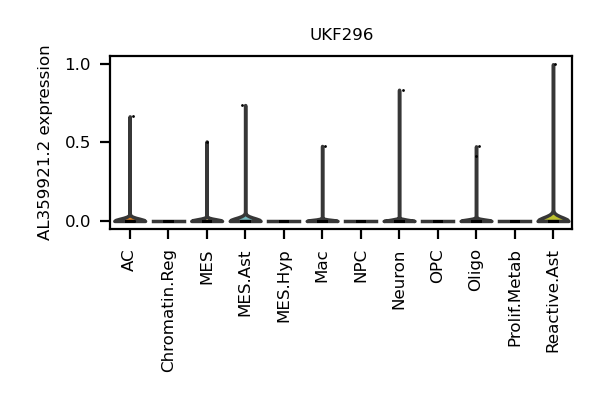 UKF296
AL359921.2 expression
1.0
0.5
0.0
AC
Chromatin.Reg
MES
MES.Ast
MES.Hyp
Mac
NPC
Neuron
OPC
Oligo
Prolif.Metab
Reactive.Ast